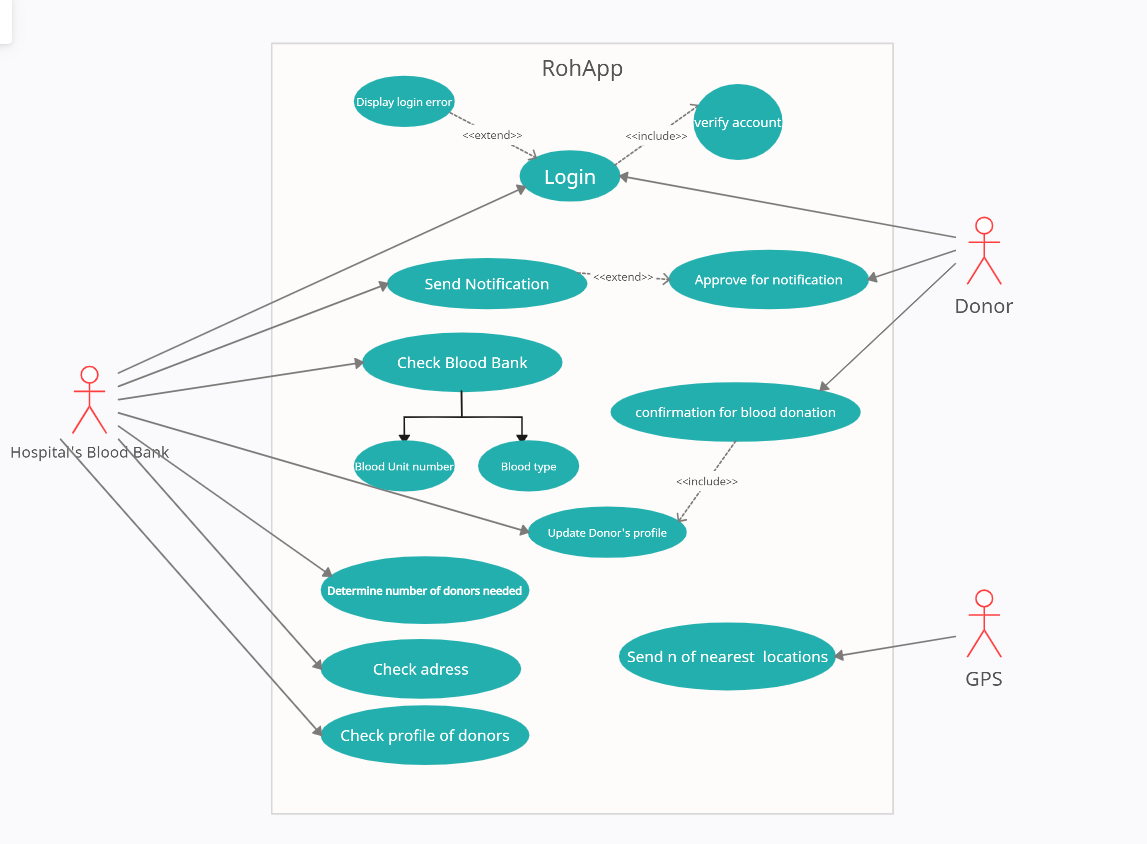 RohApp
Display login error
verify account
<<extend>>
<<include>>
Login
Send Notification
<<extend>>
Approve for notification
Donor
Check Blood Bank
confirmation for blood donation
Hospital's Blood Bank
Blood Unit number
Blood type
<<include>>
Update Donor's profile
Determine number of donors needed
Send n of nearest locations
Check adress
GPS
Check profile of donors